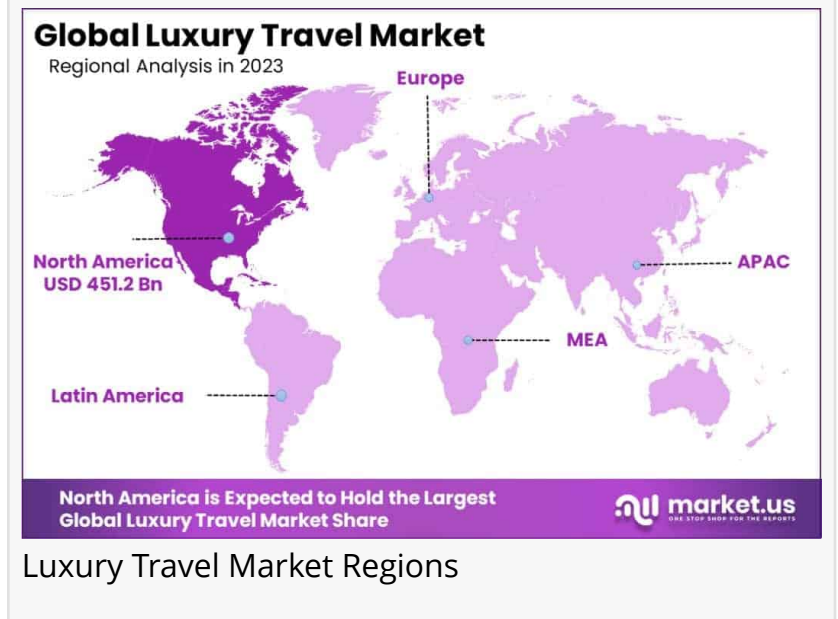 Global Luxury Travel Market
Regional Analysis in 2023
Europe
North America
USD 451.2 Bn
APAC
MEA
Latin America
North America is Expected to Hold the Largest
Global Luxury Travel Market Share
market.us
ONE STOP SHOP FOR THE REPORTS
Luxury Travel Market Regions